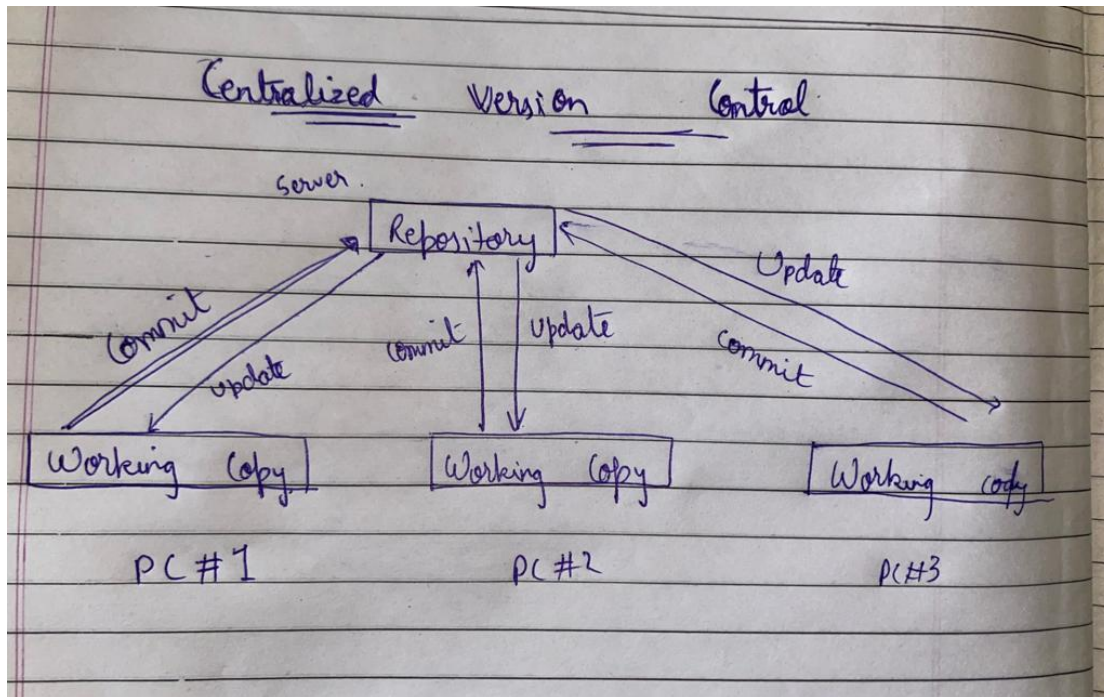 Centralized Version Control
Server.
Repository
Update
Commit
update
commit
update
commit
Working Copy
Working Copy
Working cody
PC #1
PC #2
PC#3